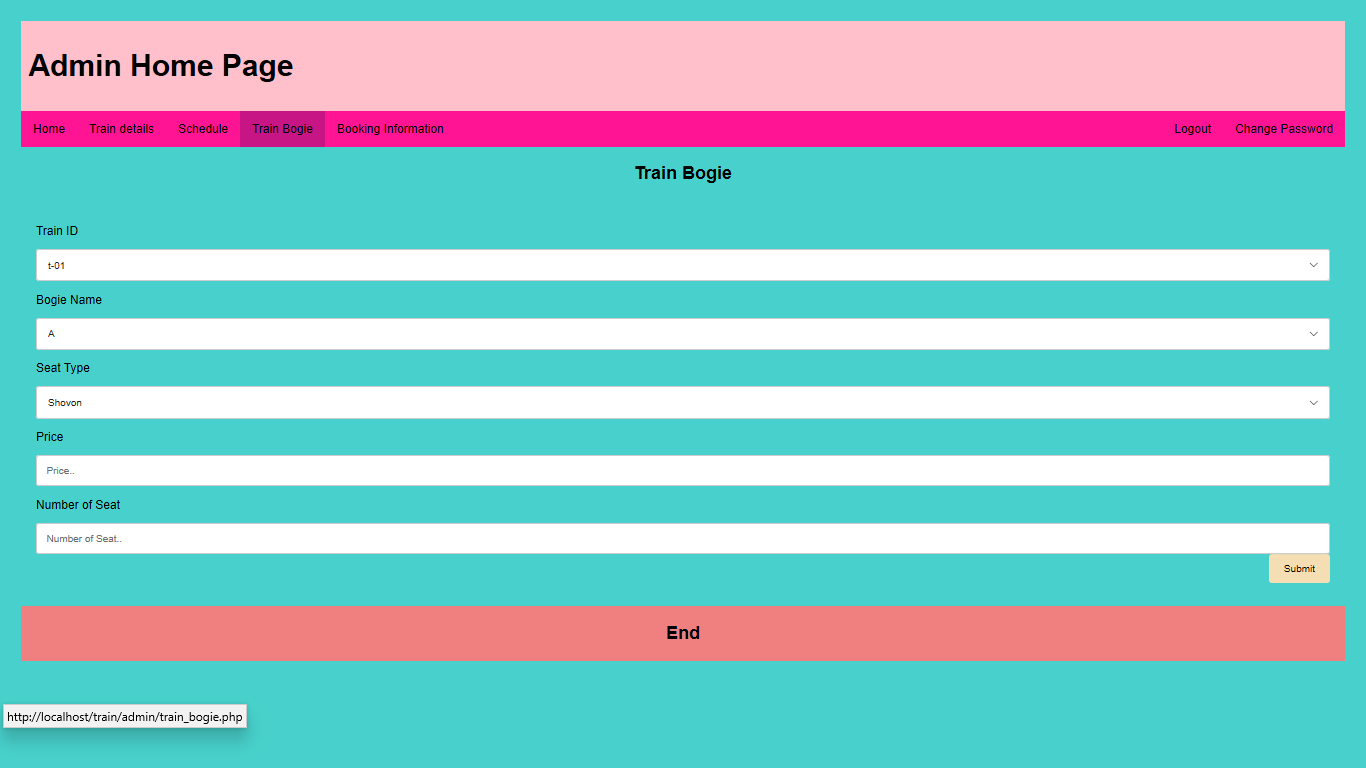 Admin Home Page
Home Train details Schedule Train Bogie Booking Information Logout Change Password
Train Bogie
Train ID
t-01
Bogie Name
A
Seat Type
Shovon
Price
Price..
Number of Seat
Number of Seat..
Submit
End
http://localhost/train/admin/train_bogie.php